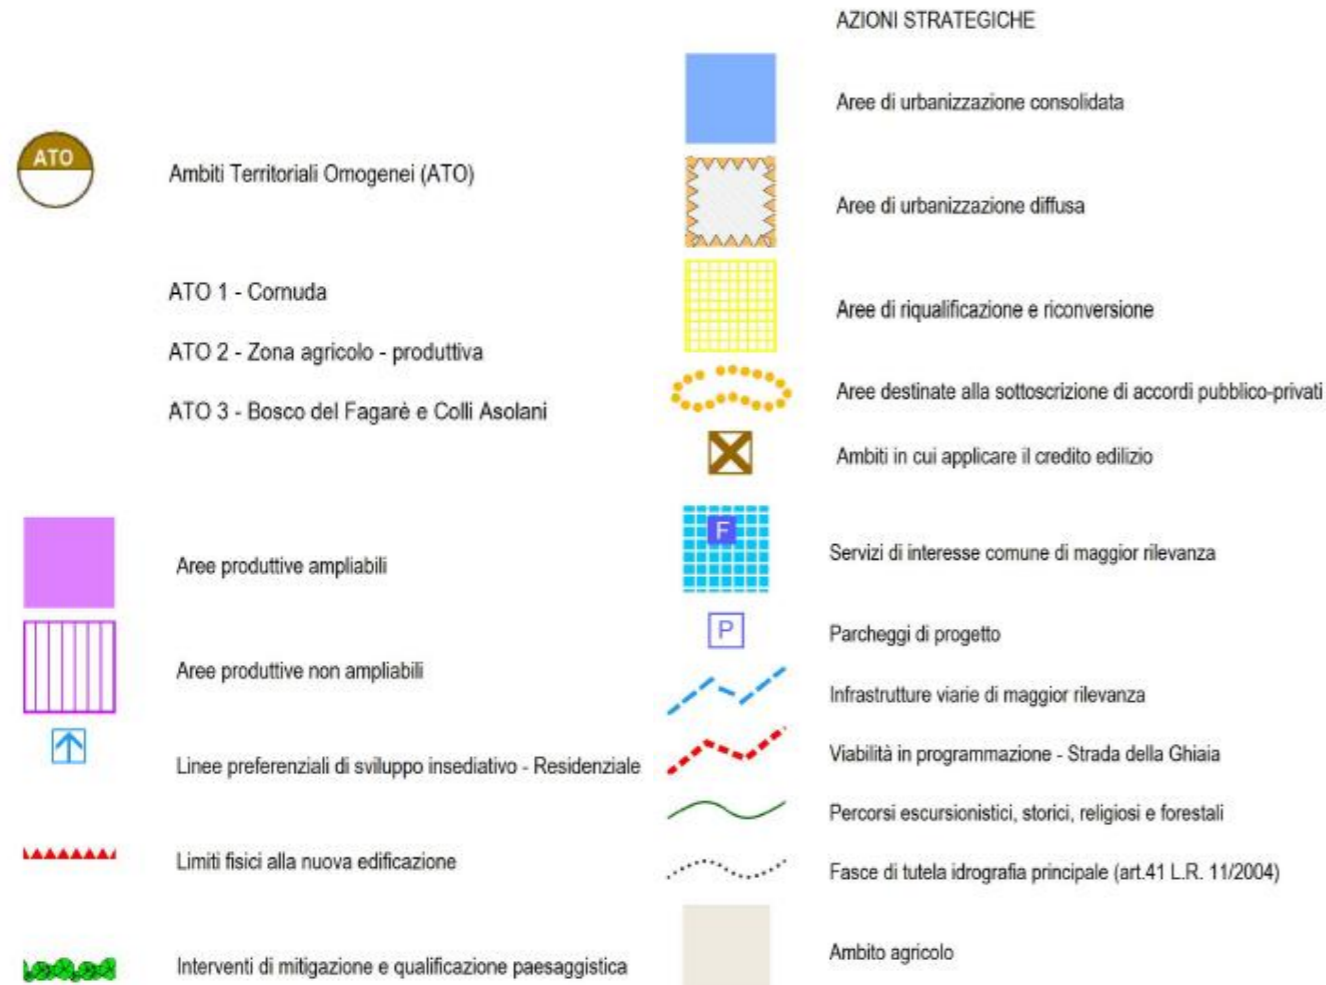 ATO
Ambiti Territoriali Omogenei (ATO)
ATO 1 - Cornuda
ATO 2 - Zona agricolo - produttiva
ATO 3 - Bosco del Fagarè e Colli Asolani
Aree produttive ampliabili
Aree produttive non ampliabili
Linee preferenziali di sviluppo insediativo - Residenziale
Limiti fisici alla nuova edificazione
Interventi di mitigazione e qualificazione paesaggistica
AZIONI STRATEGICHE
Aree di urbanizzazione consolidata
Aree di urbanizzazione diffusa
Aree di riqualificazione e riconversione
Aree destinate alla sottoscrizione di accordi pubblico-privati
Ambiti in cui applicare il credito edilizio
F
Servizi di interesse comune di maggior rilevanza
P
Parcheggi di progetto
Infrastrutture viarie di maggior rilevanza
Viabilità in programmazione - Strada della Ghiaia
Percorsi escursionistici, storici, religiosi e forestali
Fasce di tutela idrografia principale (art.41 L.R. 11/2004)
Ambito agricolo